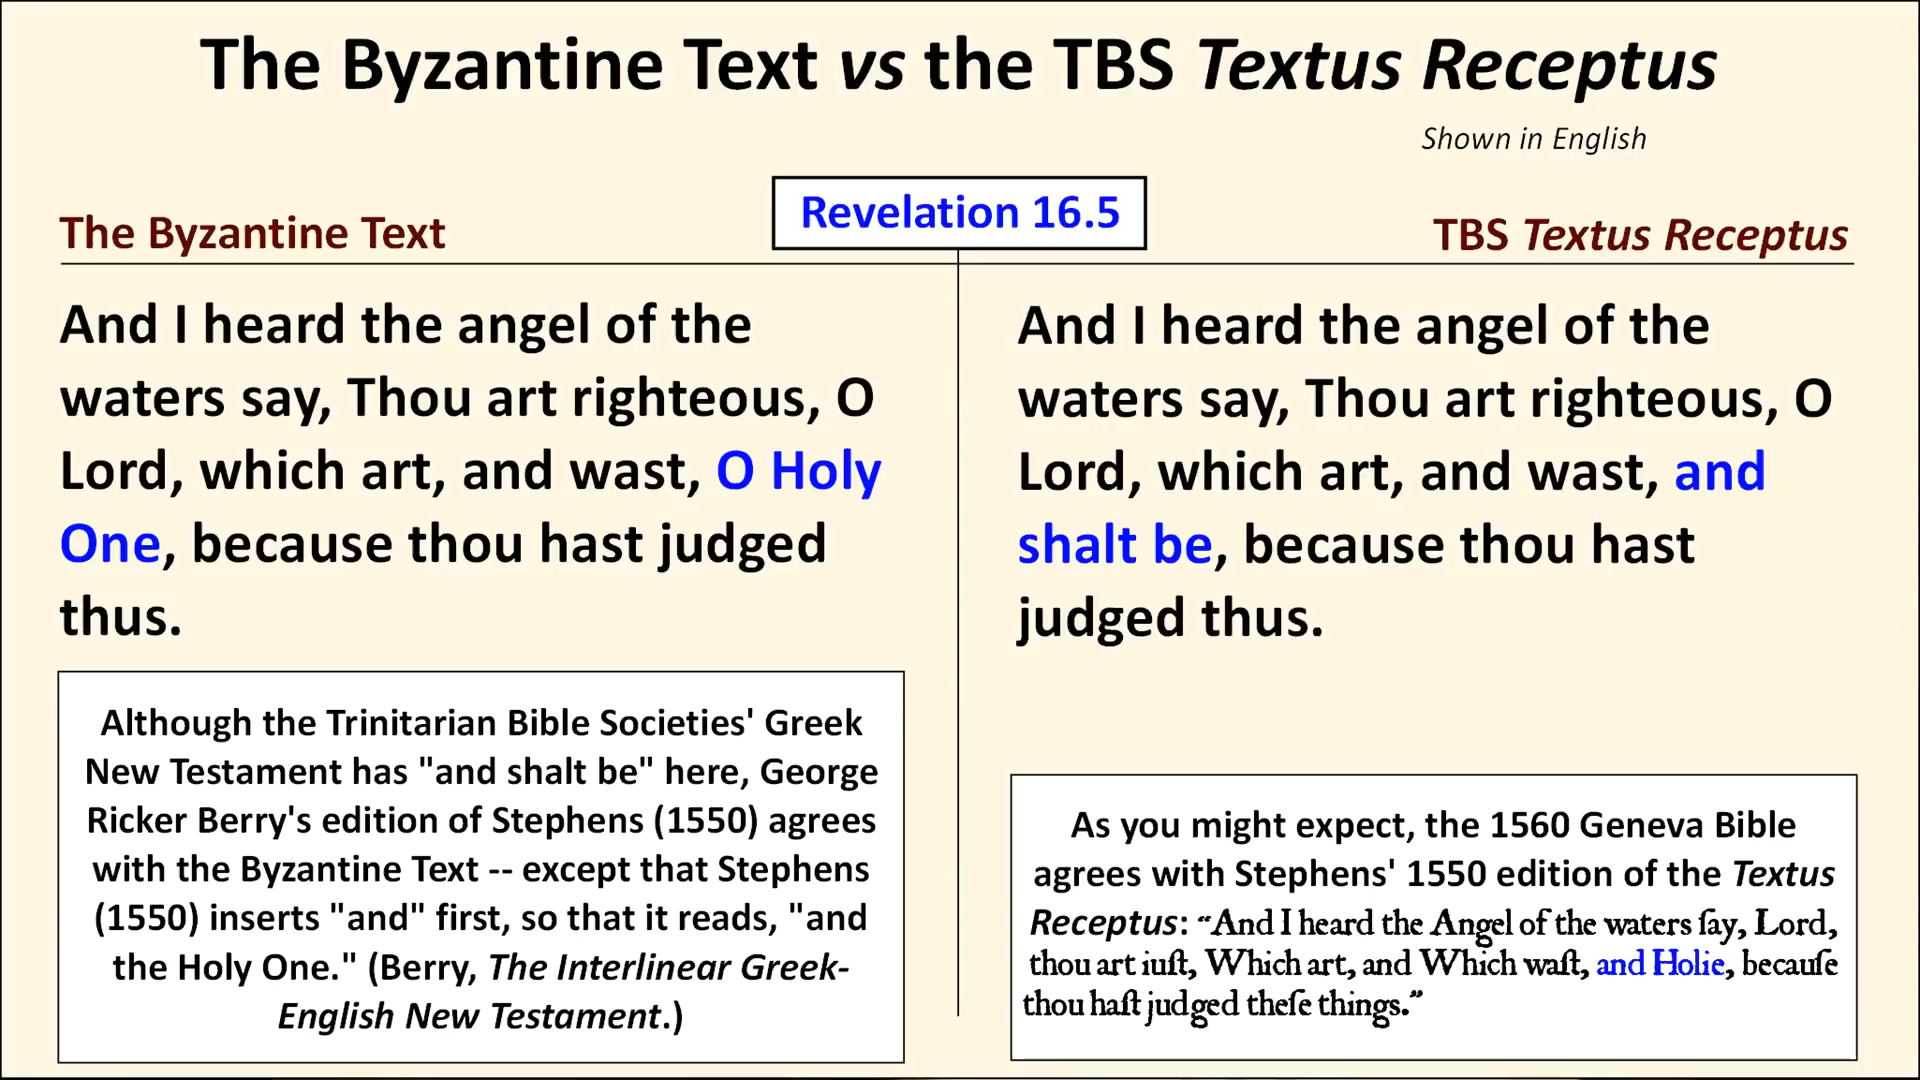 The Byzantine Text vs the TBS Textus Receptus
Shown in English
Revelation 16.5
The Byzantine Text
And I heard the angel of the
waters say, Thou art righteous, O
Lord, which art, and wast, O Holy
One, because thou hast judged
thus.
Although the Trinitarian Bible Societies' Greek
New Testament has "and shalt be" here, George
Ricker Berry's edition of Stephens (1550) agrees
with the Byzantine Text -- except that Stephens
(1550) inserts "and" first, so that it reads, "and
the Holy One." (Berry, The Interlinear Greek-
English New Testament.)
TBS Textus Receptus
And I heard the angel of the
waters say, Thou art righteous, O
Lord, which art, and wast, and
shalt be, because thou hast
judged thus.
As you might expect, the 1560 Geneva Bible
agrees with Stephens' 1550 edition of the Textus
Receptus: “And I heard the Angel of the waters ſay, Lord,
thou art iuſt, Which art, and Which waſt, and Holie, becauſe
thou haſt judged theſe things.”